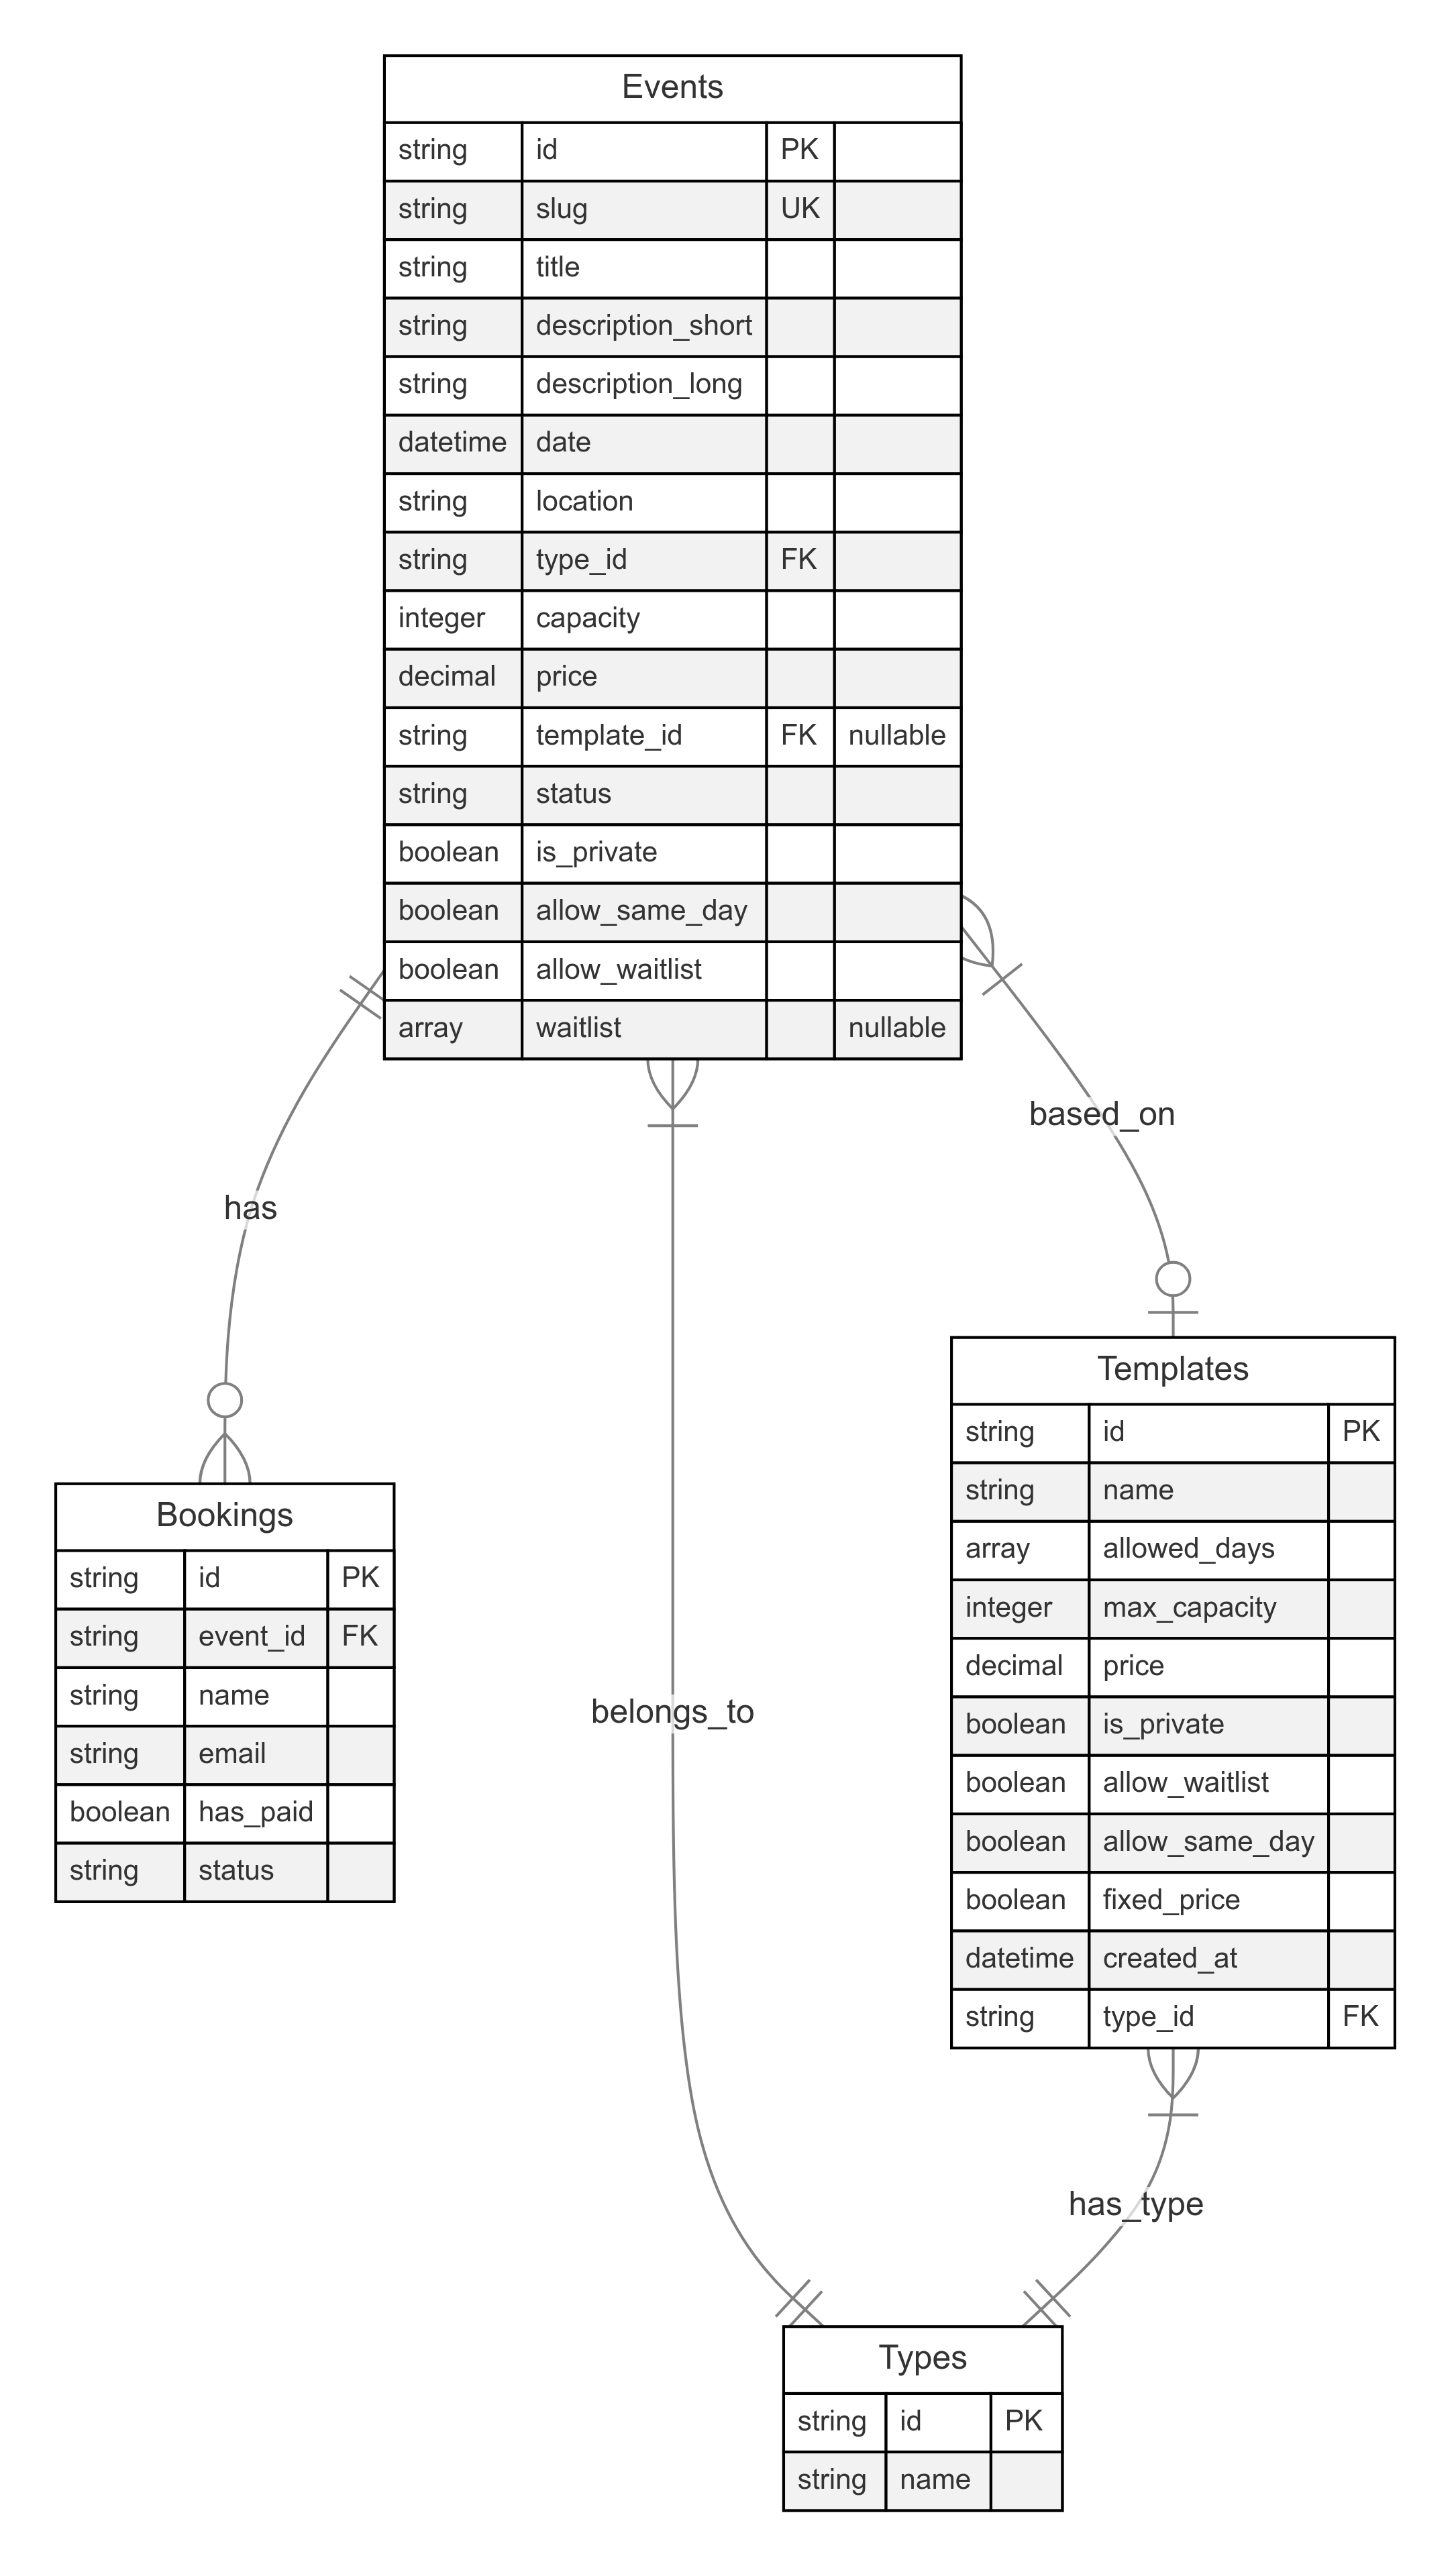 Events
string id PK
string slug UK
string title
string description_short
string description_long
datetime date
string location
string type_id FK
integer capacity
decimal price
string template_id FK nullable
string status
boolean is_private
boolean allow_same_day
boolean allow_waitlist
array waitlist nullable
based_on
has
Templates
string id PK
string name
array allowed_days
integer max_capacity
decimal price
boolean is_private
boolean allow_waitlist
boolean allow_same_day
boolean fixed_price
datetime created_at
string type_id FK
Bookings
string id PK
string event_id FK
string name
string email
boolean has_paid
string status
belongs_to
has_type
Types
string id PK
string name